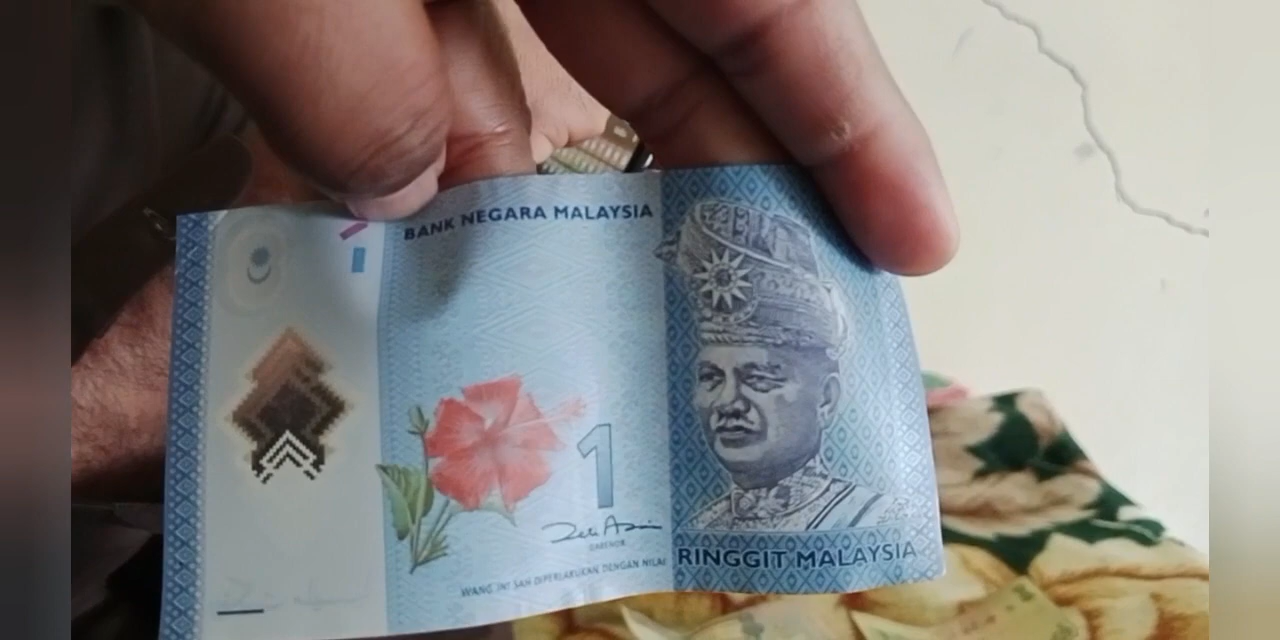 BANK NEGARA MALAYSIA
1
GABENOR
WANG INI SAH DIPERLAKUKAN DENGAN NILAI
RINGGIT MALAYSIA